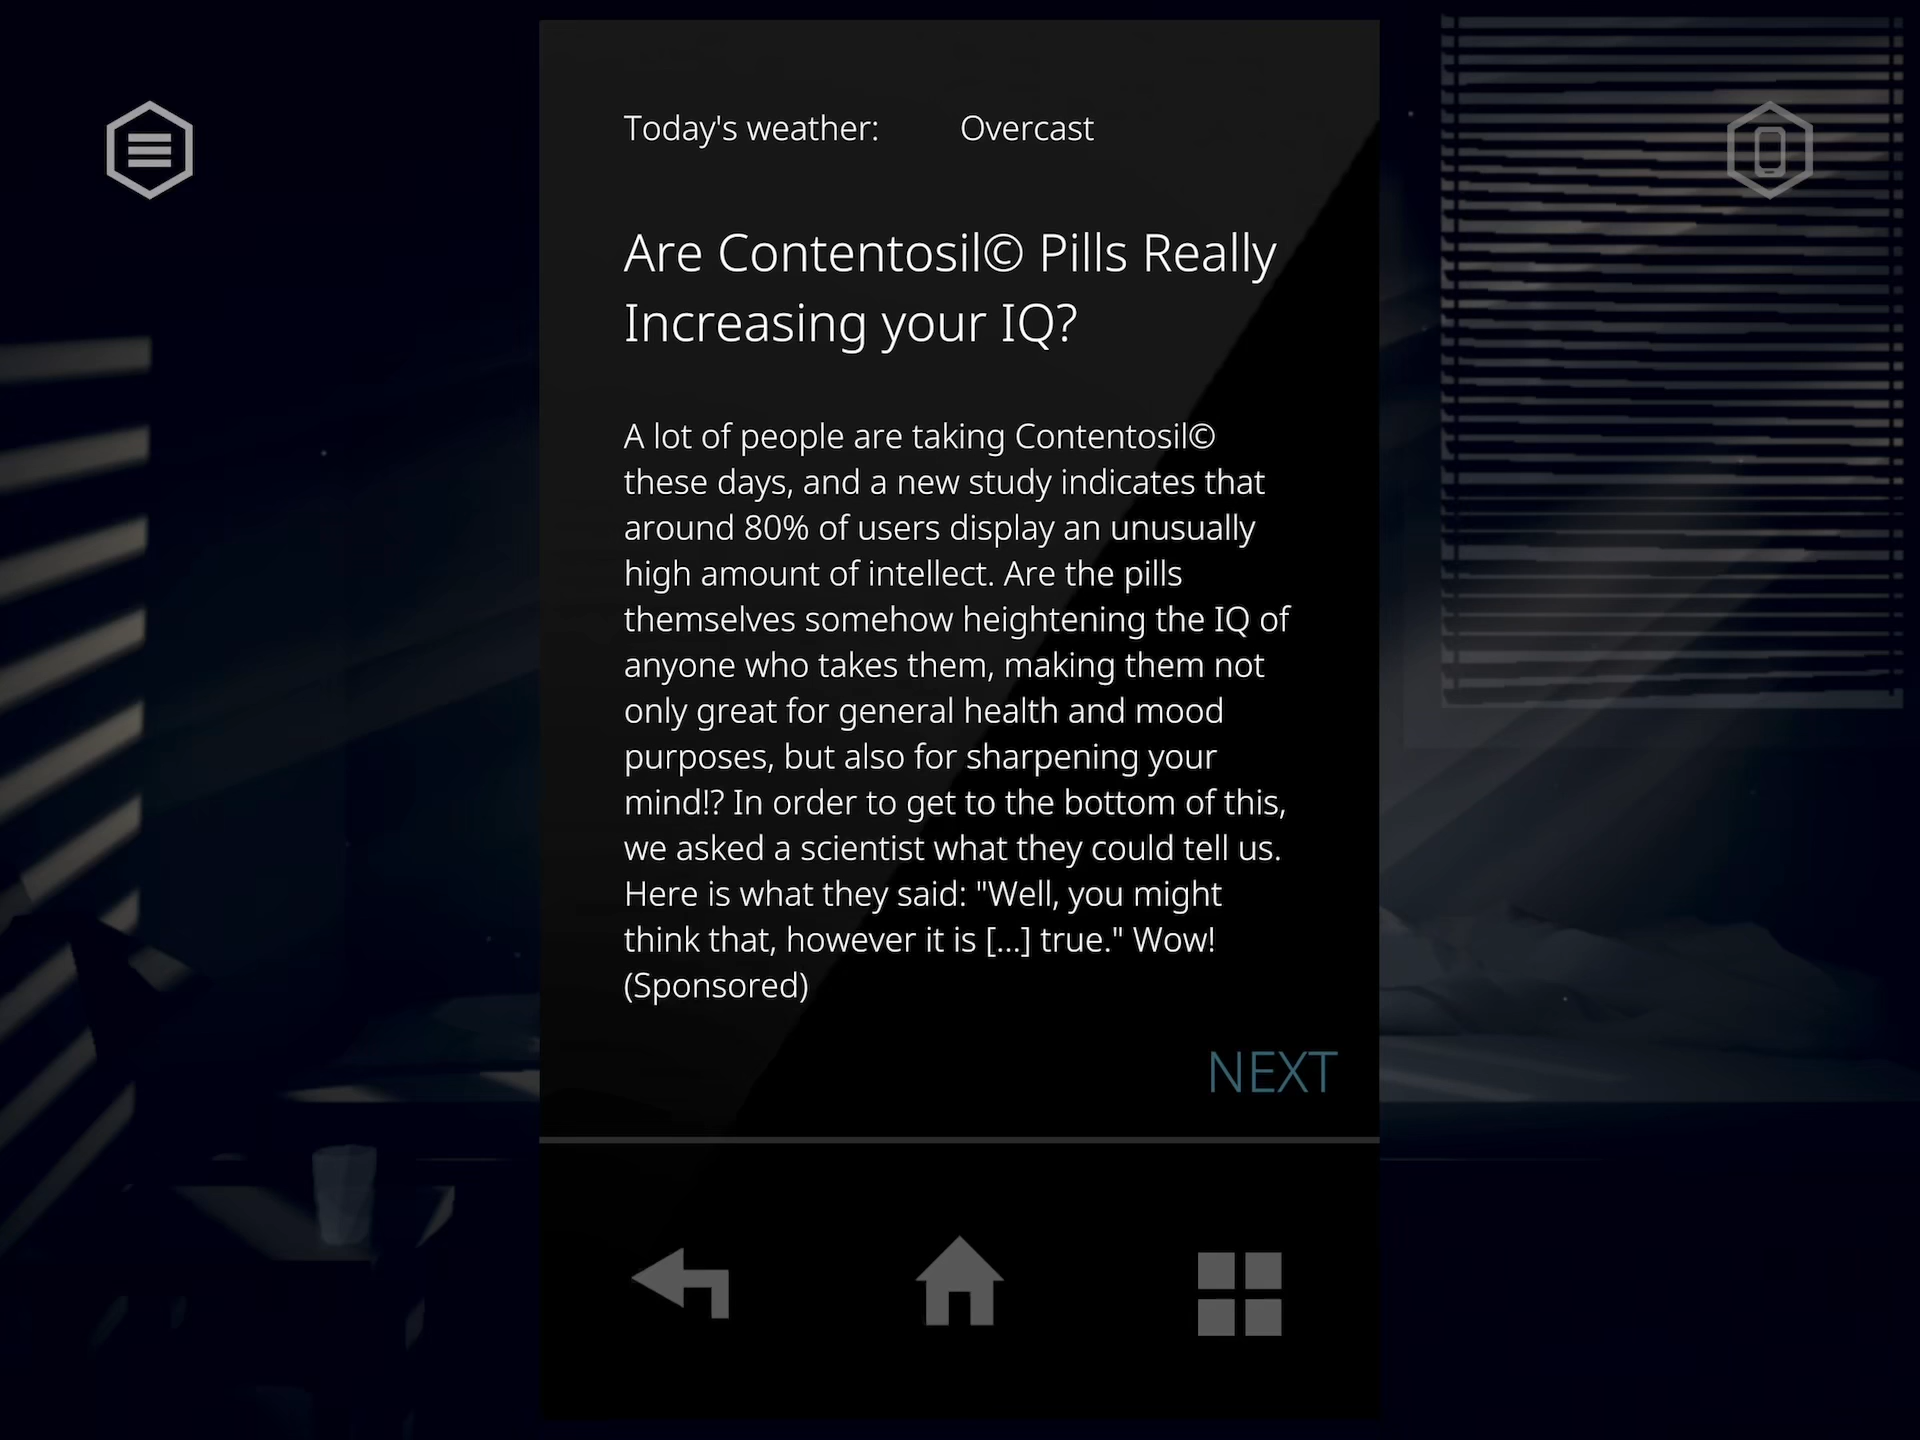 Today's weather: Overcast
Are Contentosil© Pills Really
Increasing your IQ?
A lot of people are taking Contentosil©
these days, and a new study indicates that
around 80% of users display an unusually
high amount of intellect. Are the pills
themselves somehow heightening the IQ of
anyone who takes them, making them not
only great for general health and mood
purposes, but also for sharpening your
mind!? In order to get to the bottom of this,
we asked a scientist what they could tell us.
Here is what they said: "Well, you might
think that, however it is [...] true." Wow!
(Sponsored)
NEXT